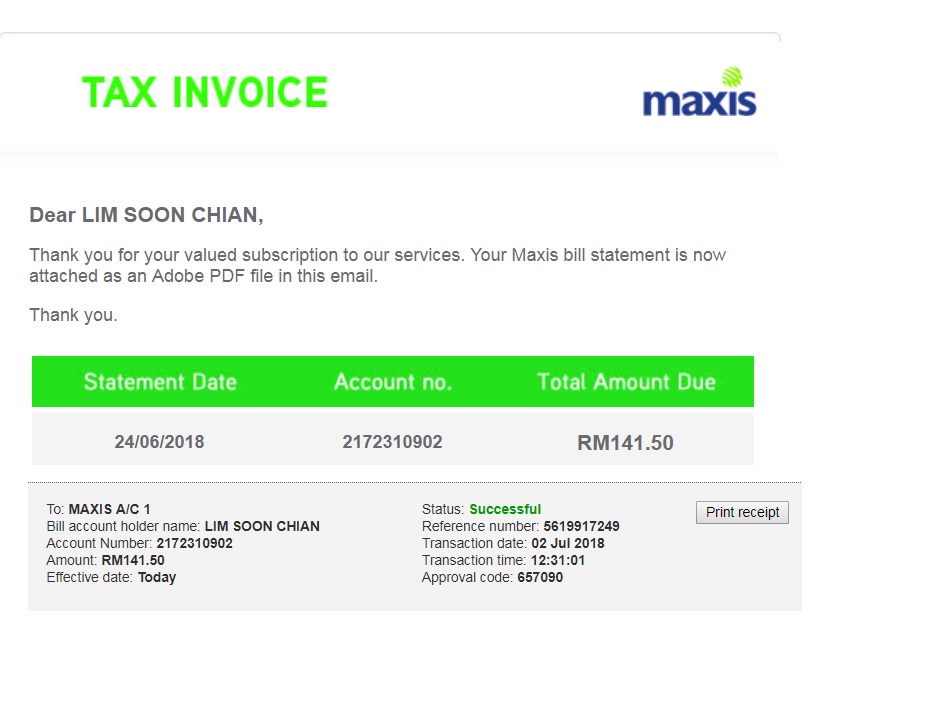 TAX INVOICE
maxis
Dear LIM SOON CHIAN,
Thank you for your valued subscription to our services. Your Maxis bill statement is now
attached as an Adobe PDF file in this email.
Thank you.
Statement Date Account no. Total Amount Due
24/06/2018 2172310902 RM141.50
To: MAXIS A/C 1
Bill account holder name: LIM SOON CHIAN
Account Number: 2172310902
Amount: RM141.50
Effective date: Today
Status: Successful
Reference number: 5619917249
Transaction date: 02 Jul 2018
Transaction time: 12:31:01
Approval code: 657090
Print receipt